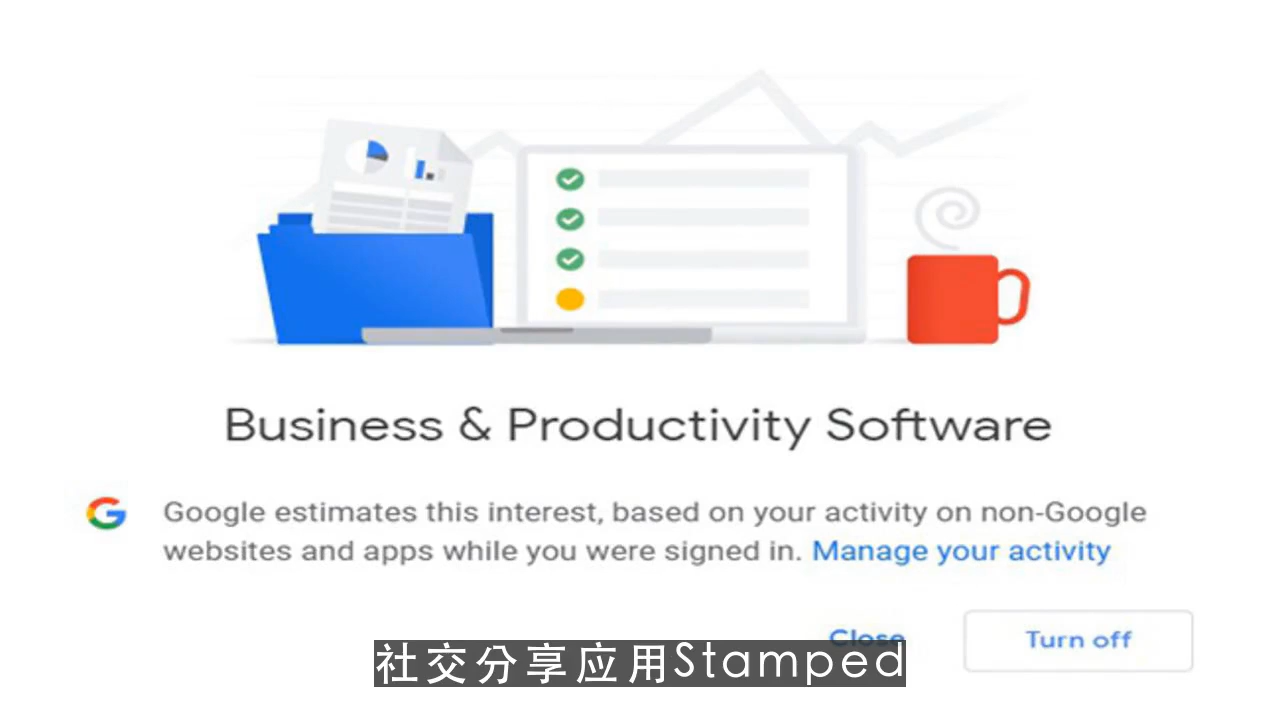 Business & Productivity Software
Google estimates this interest, based on your activity on non-Google
websites and apps while you were signed in. Manage your activity
Close
Turn off
社交分享应用Stamped